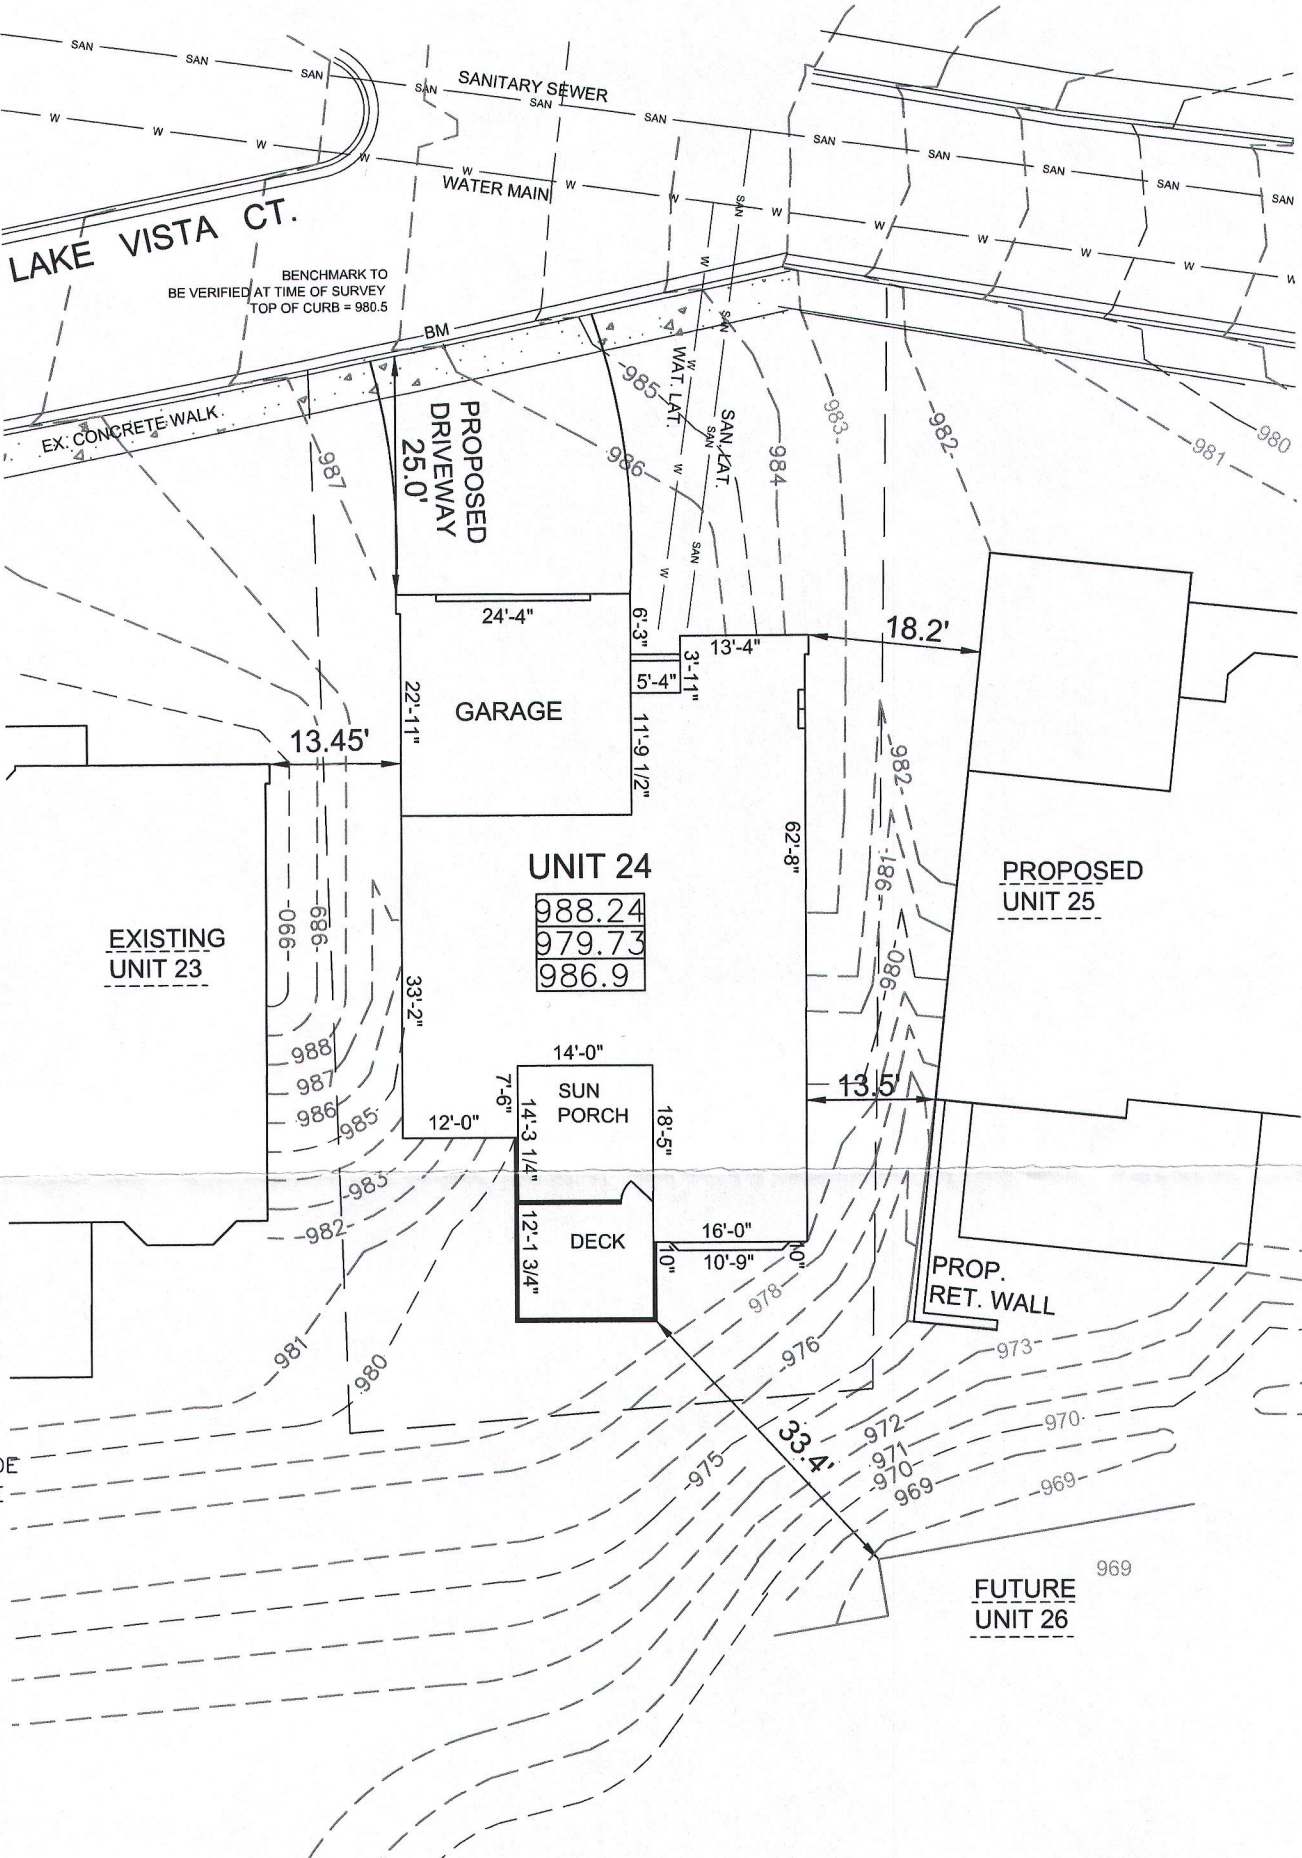 SAN
SAN
SAN
SAN
SANITARY SEWER
SAN
SAN
SAN
SAN
SAN
SAN
SAN
W
W
W
W
W
WATER MAIN
W
W
W
W
W
W
W
W
LAKE VISTA CT.
BENCHMARK TO
BE VERIFIED AT TIME OF SURVEY
TOP OF CURB = 980.5
BM
EX. CONCRETE WALK
SAN
W
SAN
W
WAT. LAT.
W
SAN. LAT.
SAN
SAN
W
987
985
986
984
983
982
981
980
PROPOSED
DRIVEWAY
25.0'
24'-4"
6'-3"
13'-4"
3'-11"
5'-4"
18.2'
22'-11"
GARAGE
11'-9 1/2"
13.45'
982
62'-8"
981
980
UNIT 24
988.24
979.73
986.9
PROPOSED
UNIT 25
EXISTING
UNIT 23
990
989
988
987
986
985
983
982
981
980
33'-2"
14'-0"
7'-6"
SUN
PORCH
14'-3 1/4"
18'-5"
12'-0"
13.5'
12'-1 3/4"
DECK
16'-0"
10"
10'-9"
10"
PROP.
RET. WALL
978
976
973
33.4'
975
972
971
970
969
970
969
969
DE
FUTURE
UNIT 26